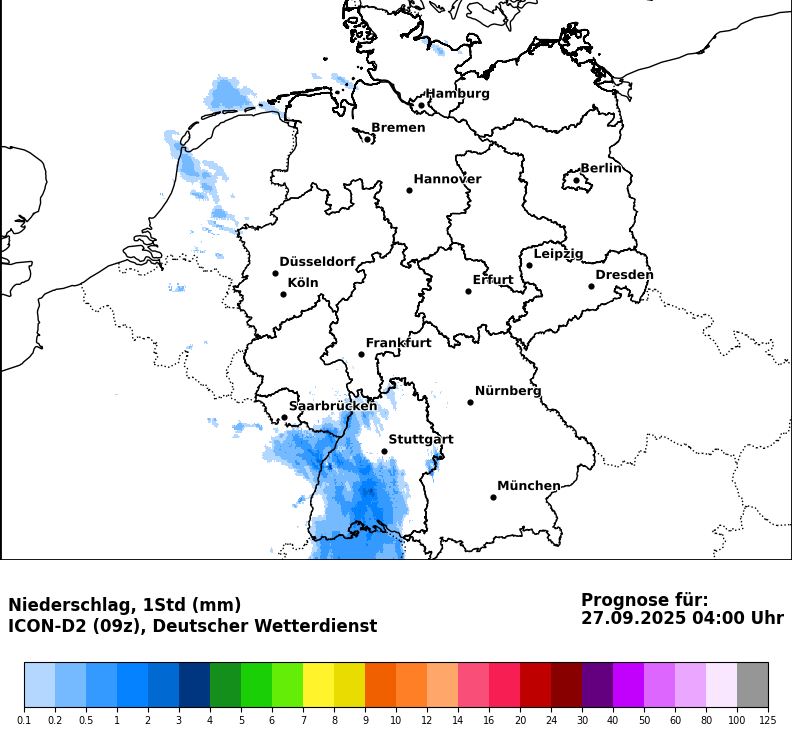 Hamburg
Bremen
Berlin
Hannover
Leipzig
Düsseldorf
Dresden
Köln
Erfurt
Frankfurt
Nürnberg
Saarbrücken
Stuttgart
München
Niederschlag, 1Std (mm)
ICON-D2 (09z), Deutscher Wetterdienst
Prognose für:
27.09.2025 04:00 Uhr
0.1 0.2 0.5 1 2 3 4 5 6 7 8 9 10 12 14 16 20 24 30 40 50 60 80 100 125